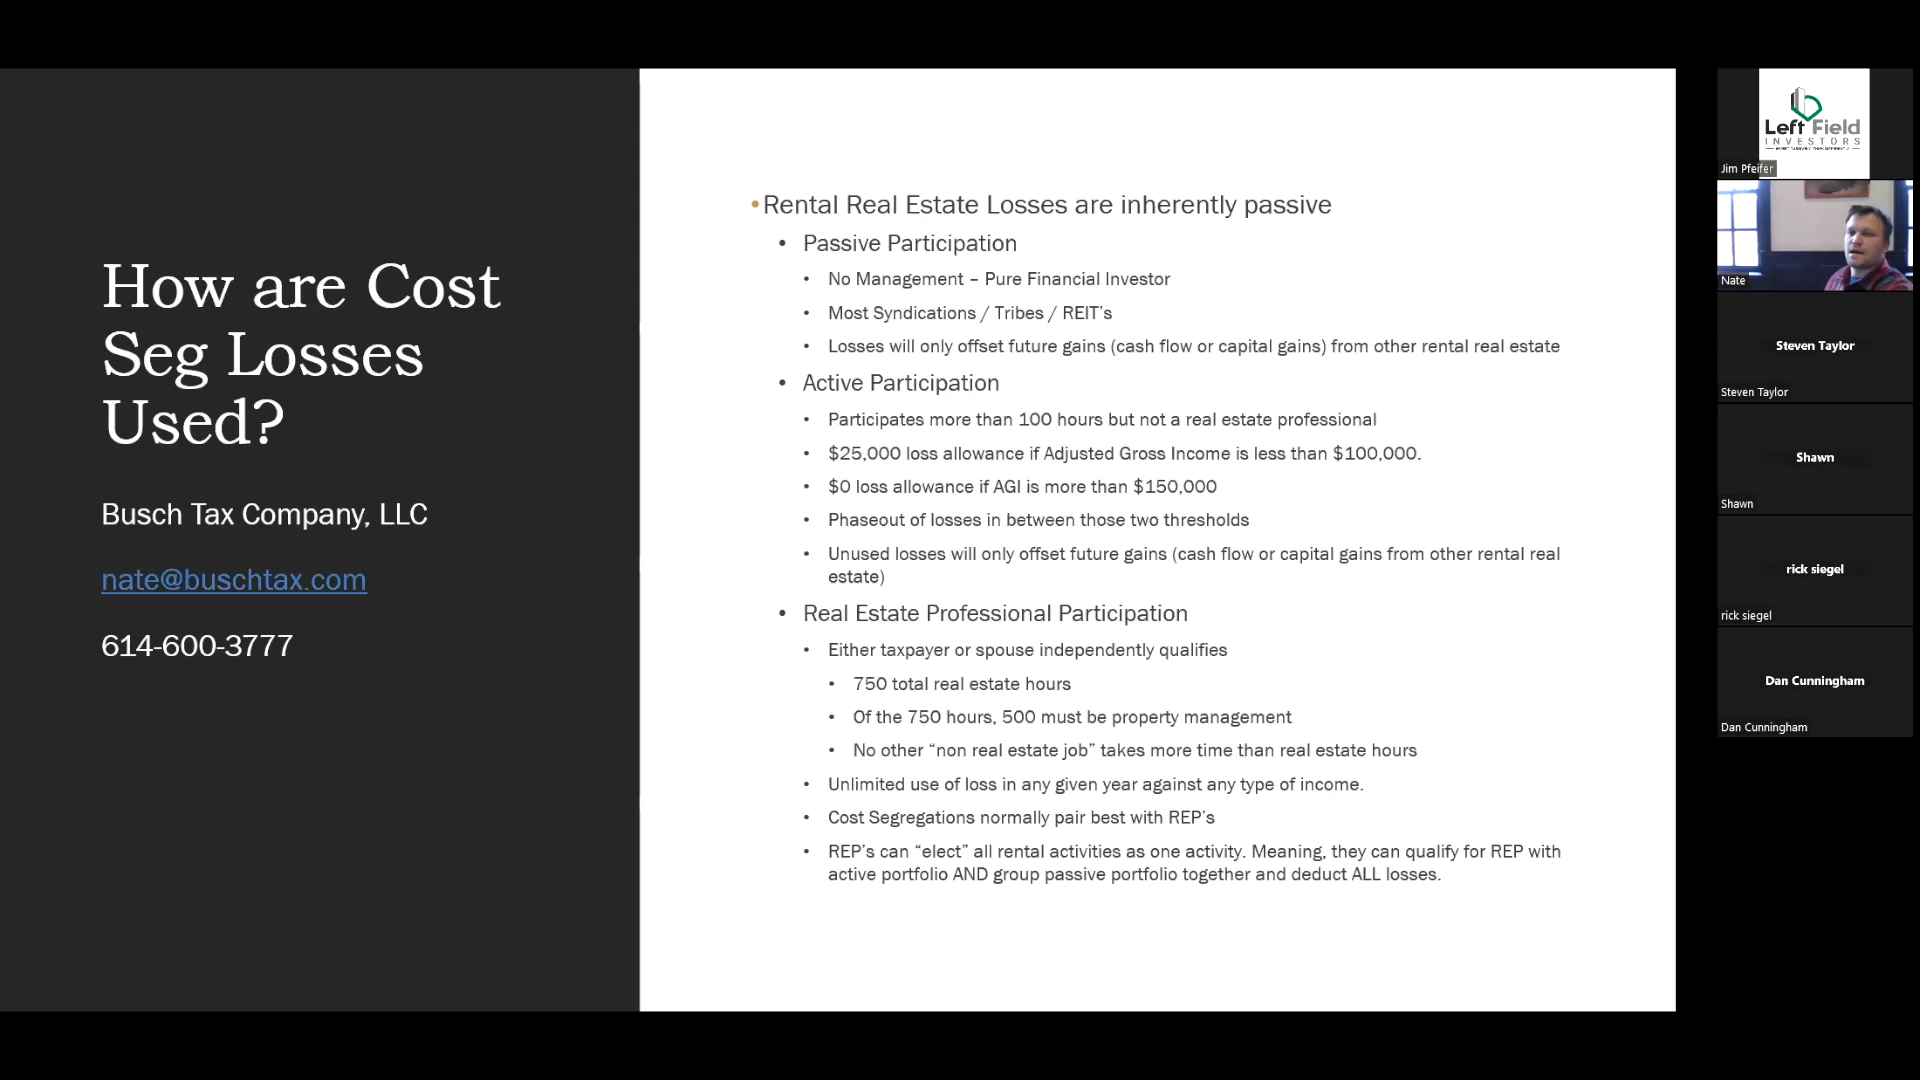 How are Cost
Seg Losses
Used?
Busch Tax Company, LLC
nate@buschtax.com
614-600-3777
•Rental Real Estate Losses are inherently passive
• Passive Participation
• No Management – Pure Financial Investor
• Most Syndications / Tribes / REIT's
• Losses will only offset future gains (cash flow or capital gains) from other rental real estate
• Active Participation
• Participates more than 100 hours but not a real estate professional
• $25,000 loss allowance if Adjusted Gross Income is less than $100,000.
• $0 loss allowance if AGI is more than $150,000
• Phaseout of losses in between those two thresholds
• Unused losses will only offset future gains (cash flow or capital gains from other rental real
estate)
• Real Estate Professional Participation
• Either taxpayer or spouse independently qualifies
• 750 total real estate hours
• Of the 750 hours, 500 must be property management
• No other “non real estate job” takes more time than real estate hours
• Unlimited use of loss in any given year against any type of income.
• Cost Segregations normally pair best with REP's
• REP's can “elect” all rental activities as one activity. Meaning, they can qualify for REP with
active portfolio AND group passive portfolio together and deduct ALL losses.
Left Field
INVESTORS
Jim Pfeifer
Nate
Steven Taylor
Steven Taylor
Shawn
Shawn
rick siegel
rick siegel
Dan Cunningham
Dan Cunningham